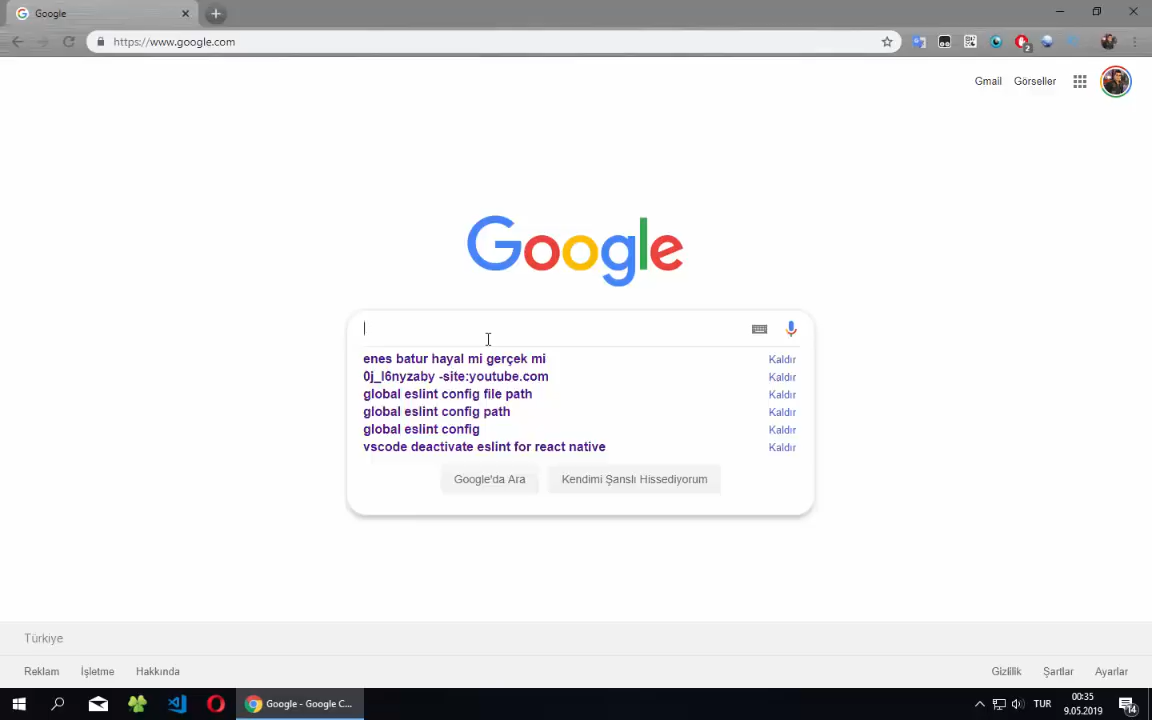 Google
https://www.google.com
2
Gmail Görseller
Google
enes batur hayal mi gerçek mi Kaldır
0j_l6nyzaby -site:youtube.com Kaldır
global eslint config file path Kaldır
global eslint config path Kaldır
global eslint config Kaldır
vscode deactivate eslint for react native Kaldır
Google'da Ara Kendimi Şanslı Hissediyorum
Türkiye
Reklam İşletme Hakkında Gizlilik Şartlar Ayarlar
Google - Google C... TUR 00:35
9.05.2019 14